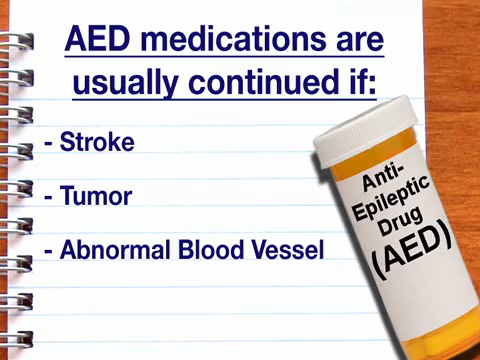 AED medications are
usually continued if:
- Stroke
- Tumor
- Abnormal Blood Vessel
Anti-
Epileptic
Drug
(AED)